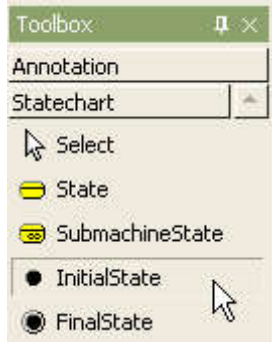 Toolbox
Annotation
Statechart
Select
State
SubmachineState
InitialState
FinalState